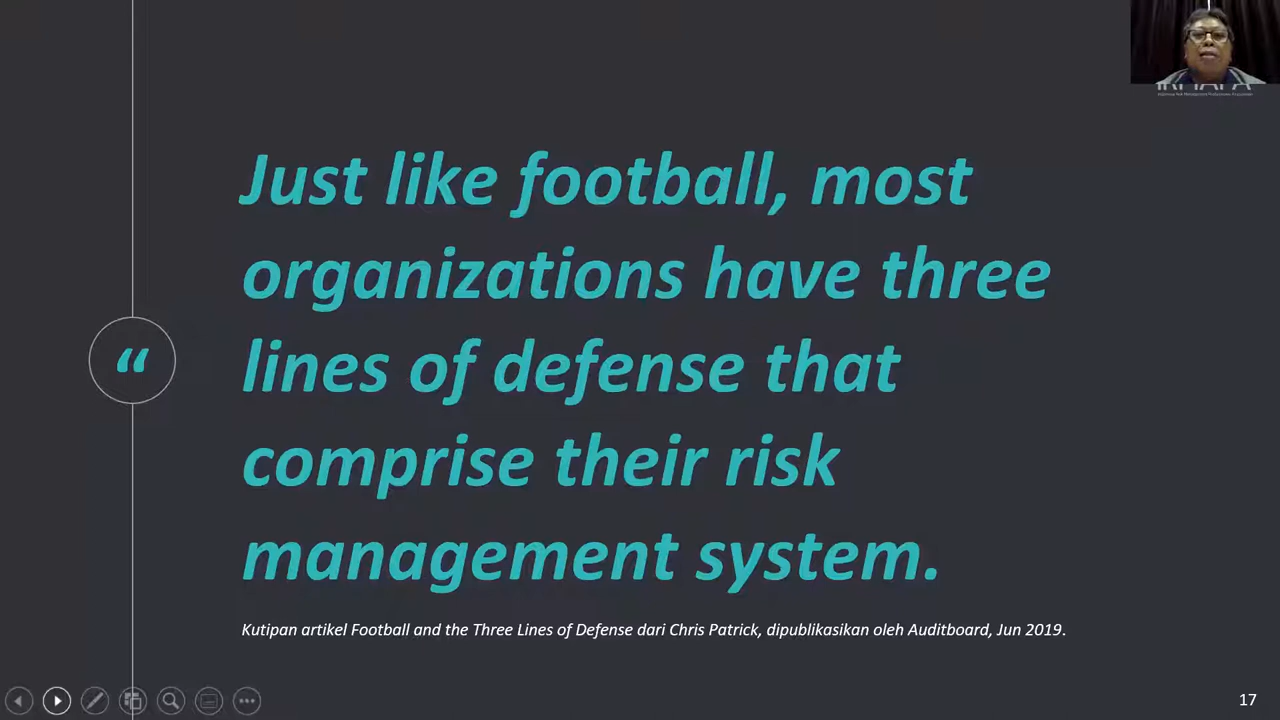 “
Just like football, most
organizations have three
lines of defense that
comprise their risk
management system.
Kutipan artikel Football and the Three Lines of Defense dari Chris Patrick, dipublikasikan oleh Auditboard, Jun 2019.
17